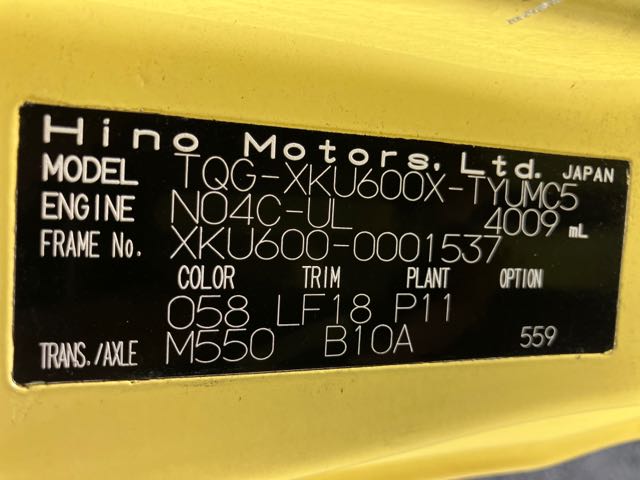 Hino Motors, Ltd. JAPAN
MODEL TQG-XKU600X-TYUMC5
ENGINE N04C-UL 4009 mL
FRAME No. XKU600-0001537
COLOR TRIM PLANT OPTION
058 LF18 P11
TRANS./AXLE M550 B10A 559